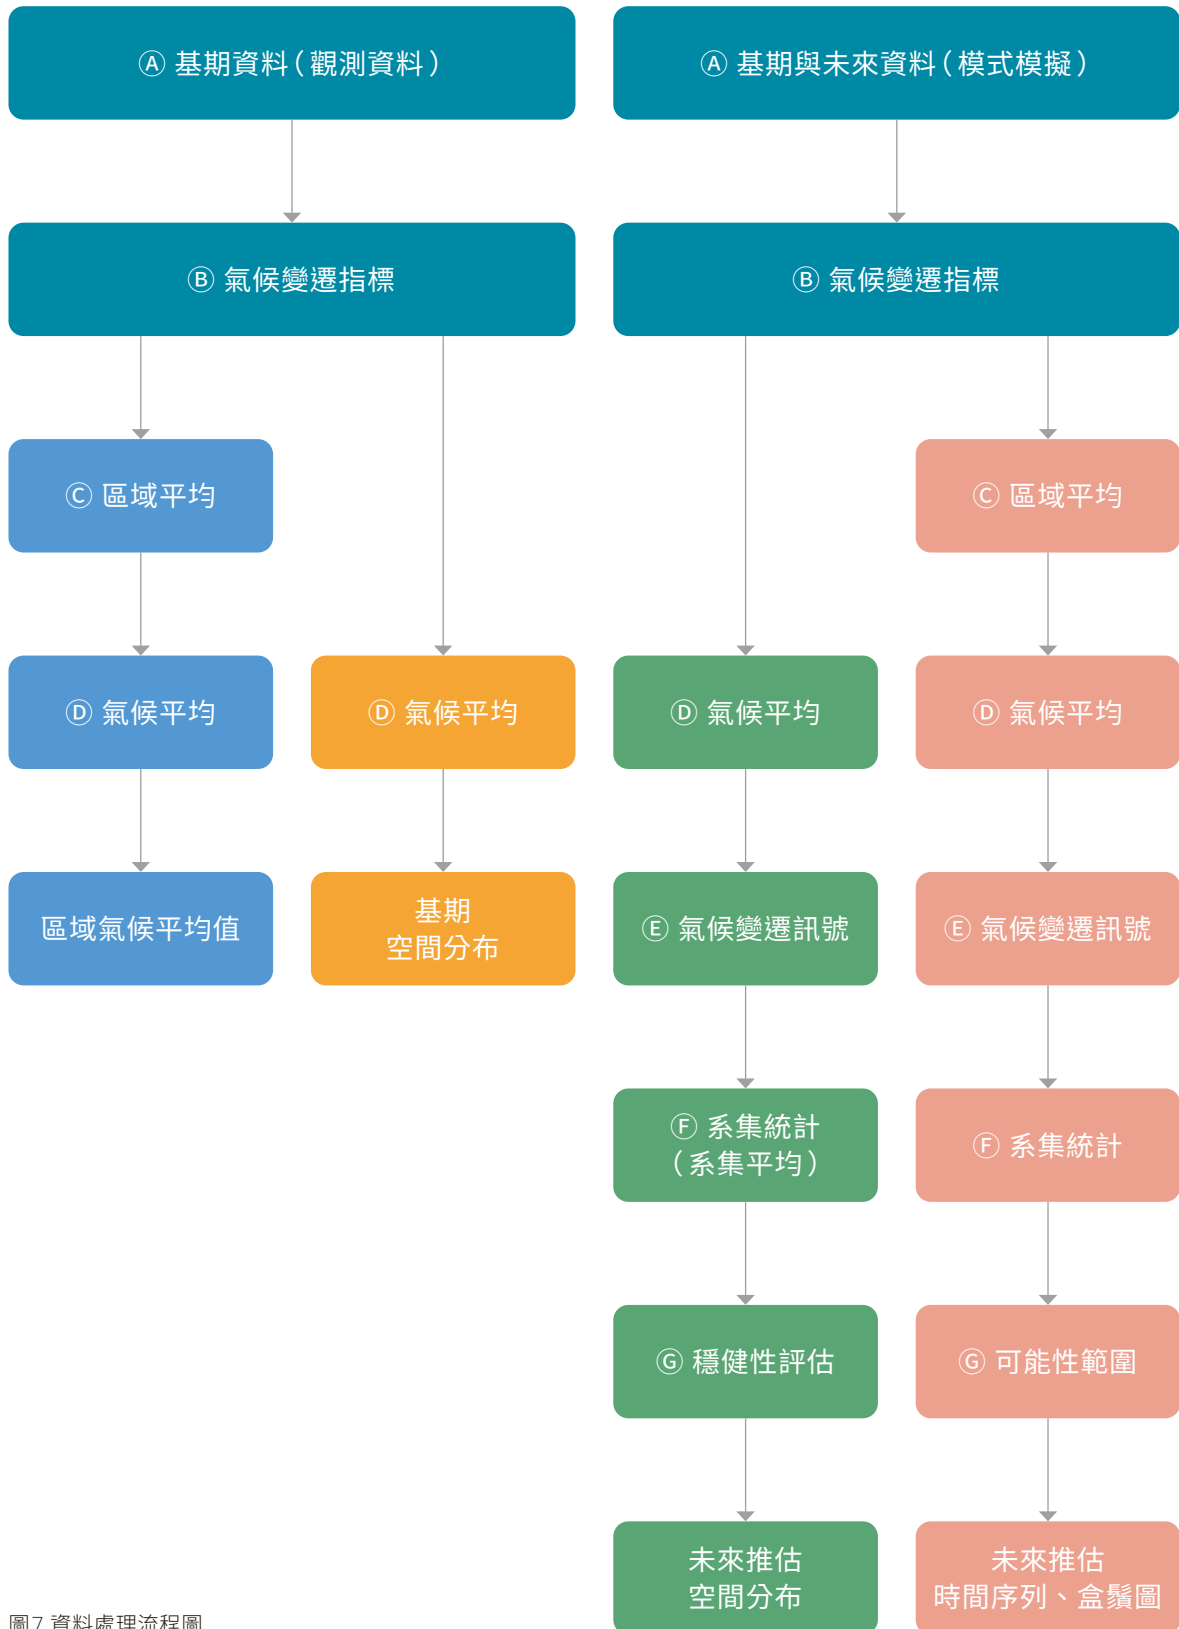 Ⓐ 基期資料（觀測資料）
Ⓐ 基期與未來資料（模式模擬）
Ⓑ 氣候變遷指標
Ⓑ 氣候變遷指標
Ⓒ 區域平均
Ⓒ 區域平均
Ⓓ 氣候平均
Ⓓ 氣候平均
Ⓓ 氣候平均
Ⓓ 氣候平均
區域氣候平均值
基期
空間分布
Ⓔ 氣候變遷訊號
Ⓔ 氣候變遷訊號
Ⓕ 系集統計
（系集平均）
Ⓕ 系集統計
Ⓖ 穩健性評估
Ⓖ 可能性範圍
未來推估
空間分布
未來推估
時間序列、盒鬚圖
圖7 資料處理流程圖